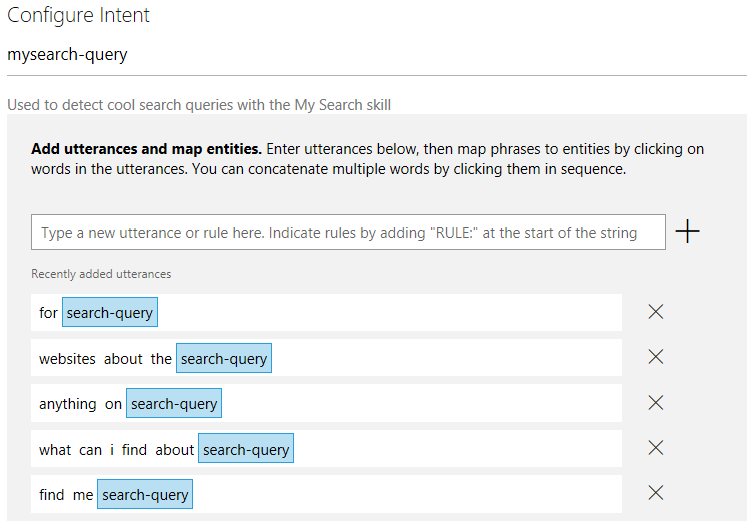 Configure Intent
mysearch-query
Used to detect cool search queries with the My Search skill
Add utterances and map entities. Enter utterances below, then map phrases to entities by clicking on
words in the utterances. You can concatenate multiple words by clicking them in sequence.
Type a new utterance or rule here. Indicate rules by adding "RULE:" at the start of the string
Recently added utterances
for search-query
websites about the search-query
anything on search-query
what can i find about search-query
find me search-query